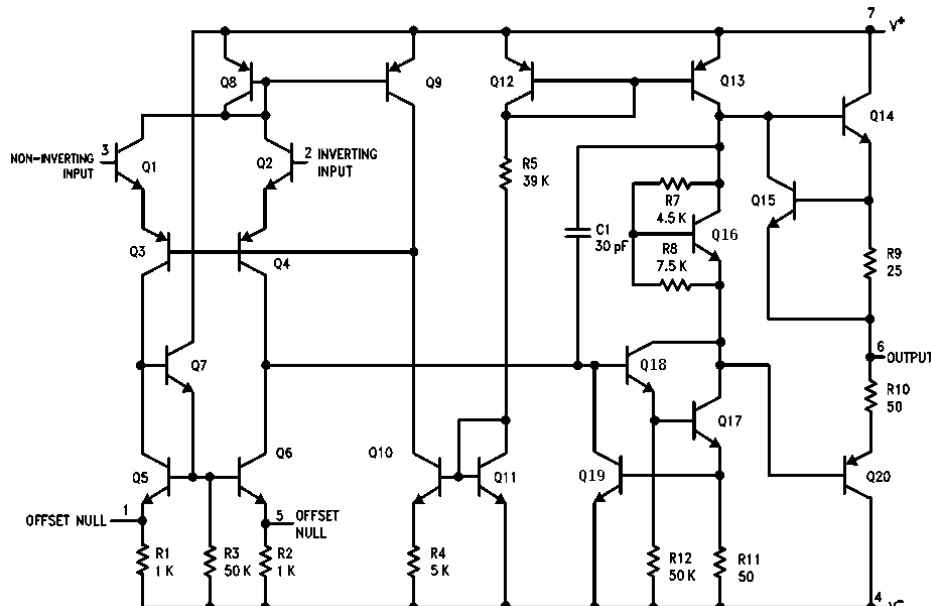 7
V+
Q8
Q9
Q12
Q13
Q14
3
NON-INVERTING
INPUT
Q1
Q2
2 INVERTING
INPUT
R5
39 K
R7
4.5 K
Q15
Q16
C1
30 pF
R8
7.5 K
Q3
Q4
R9
25
Q7
Q18
6
OUTPUT
R10
50
Q17
Q5
Q6
Q10
Q11
Q19
Q20
OFFSET NULL 1
5 OFFSET
NULL
R1
1 K
R3
50 K
R2
1 K
R4
5 K
R12
50 K
R11
50
4